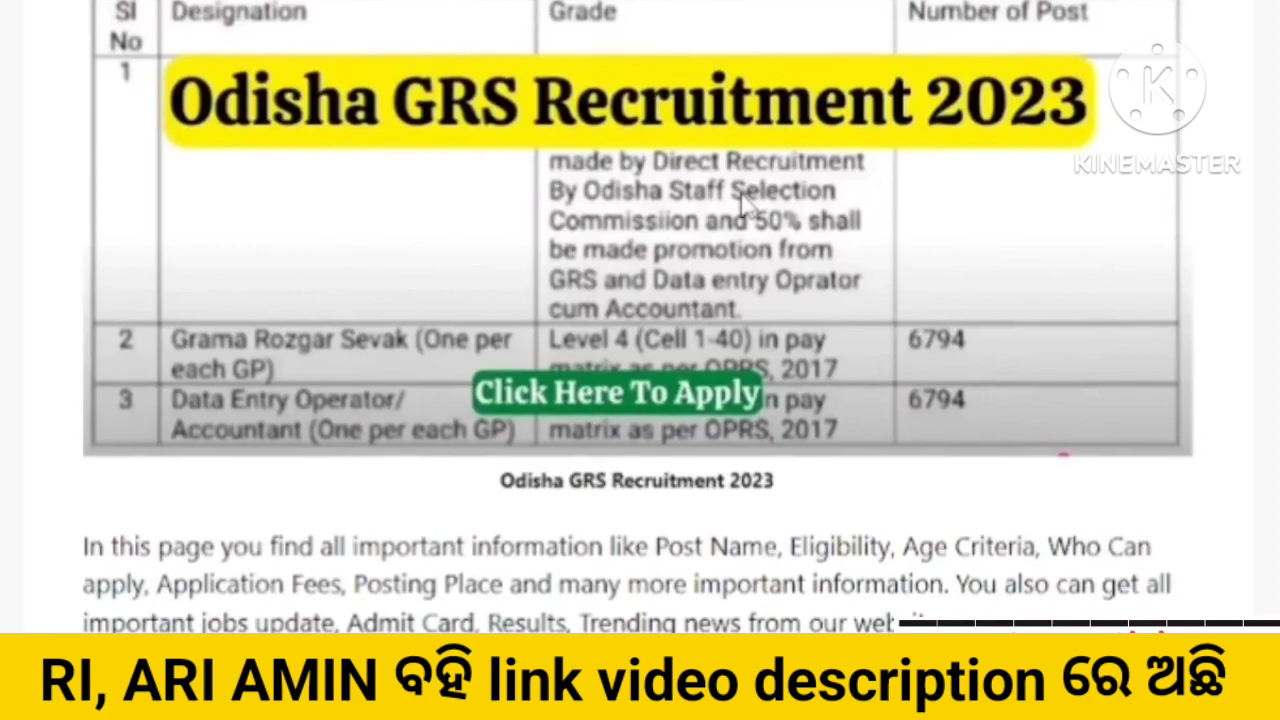 Sl Designation Grade Number of Post
No
1
Odisha GRS Recruitment 2023
KINEMASTER
made by Direct Recruitment
By Odisha Staff Selection
Commissiion and 50% shall
be made promotion from
GRS and Data entry Oprator
cum Accountant.
2 Grama Rozgar Sevak (One per Level 4 (Cell 1-40) in pay 6794
each GP) matrix as per OPRS, 2017
Click Here To Apply
3 Data Entry Operator/ n pay 6794
Accountant (One per each GP) matrix as per OPRS, 2017
Odisha GRS Recruitment 2023
In this page you find all important information like Post Name, Eligibility, Age Criteria, Who Can
apply, Application Fees, Posting Place and many more important information. You also can get all
important jobs update, Admit Card, Results, Trending news from our
RI, ARI AMIN ବହି link video description ରେ ଅଛି